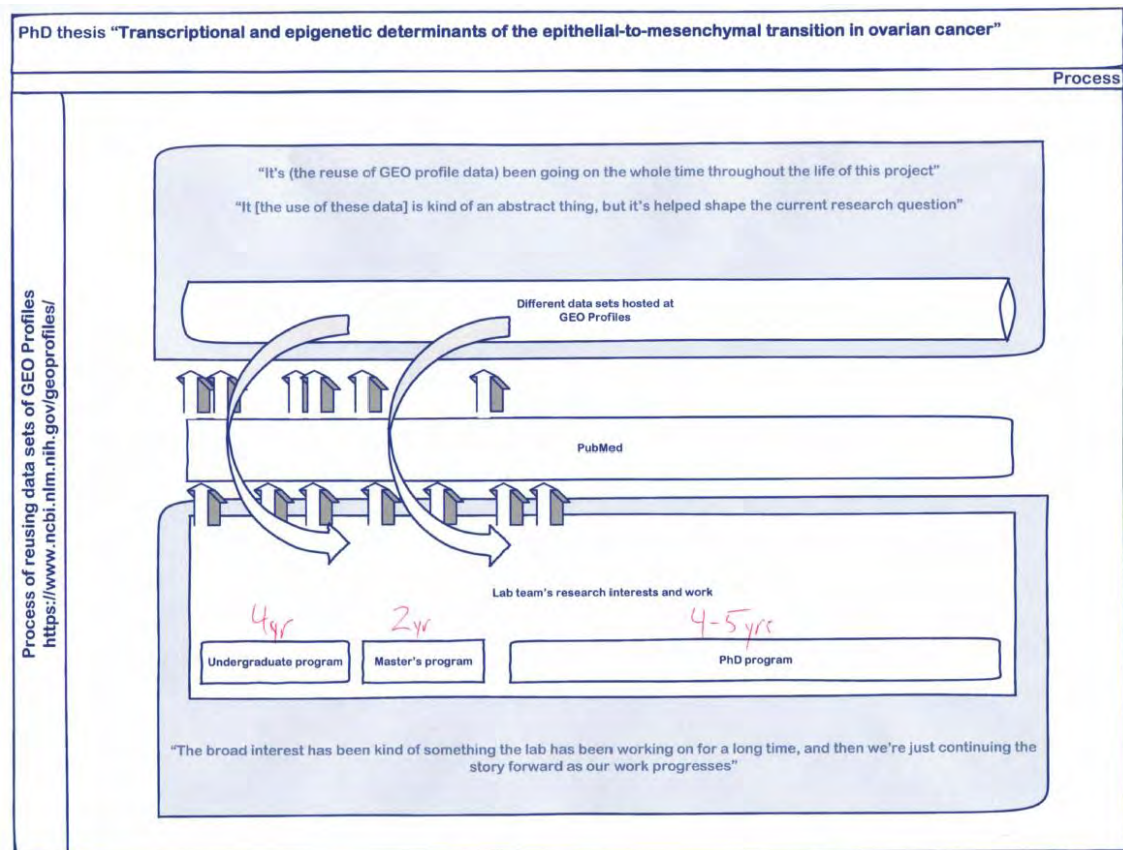 PhD thesis “Transcriptional and epigenetic determinants of the epithelial-to-mesenchymal transition in ovarian cancer”
Process
Process of reusing data sets of GEO Profiles
https://www.ncbi.nlm.nih.gov/geoprofiles/
“It's (the reuse of GEO profile data) been going on the whole time throughout the life of this project”
“It [the use of these data] is kind of an abstract thing, but it's helped shape the current research question”
Different data sets hosted at
GEO Profiles
PubMed
Lab team's research interests and work
4yr
2yr
4-5yrs
Undergraduate program
Master's program
PhD program
“The broad interest has been kind of something the lab has been working on for a long time, and then we're just continuing the
story forward as our work progresses”